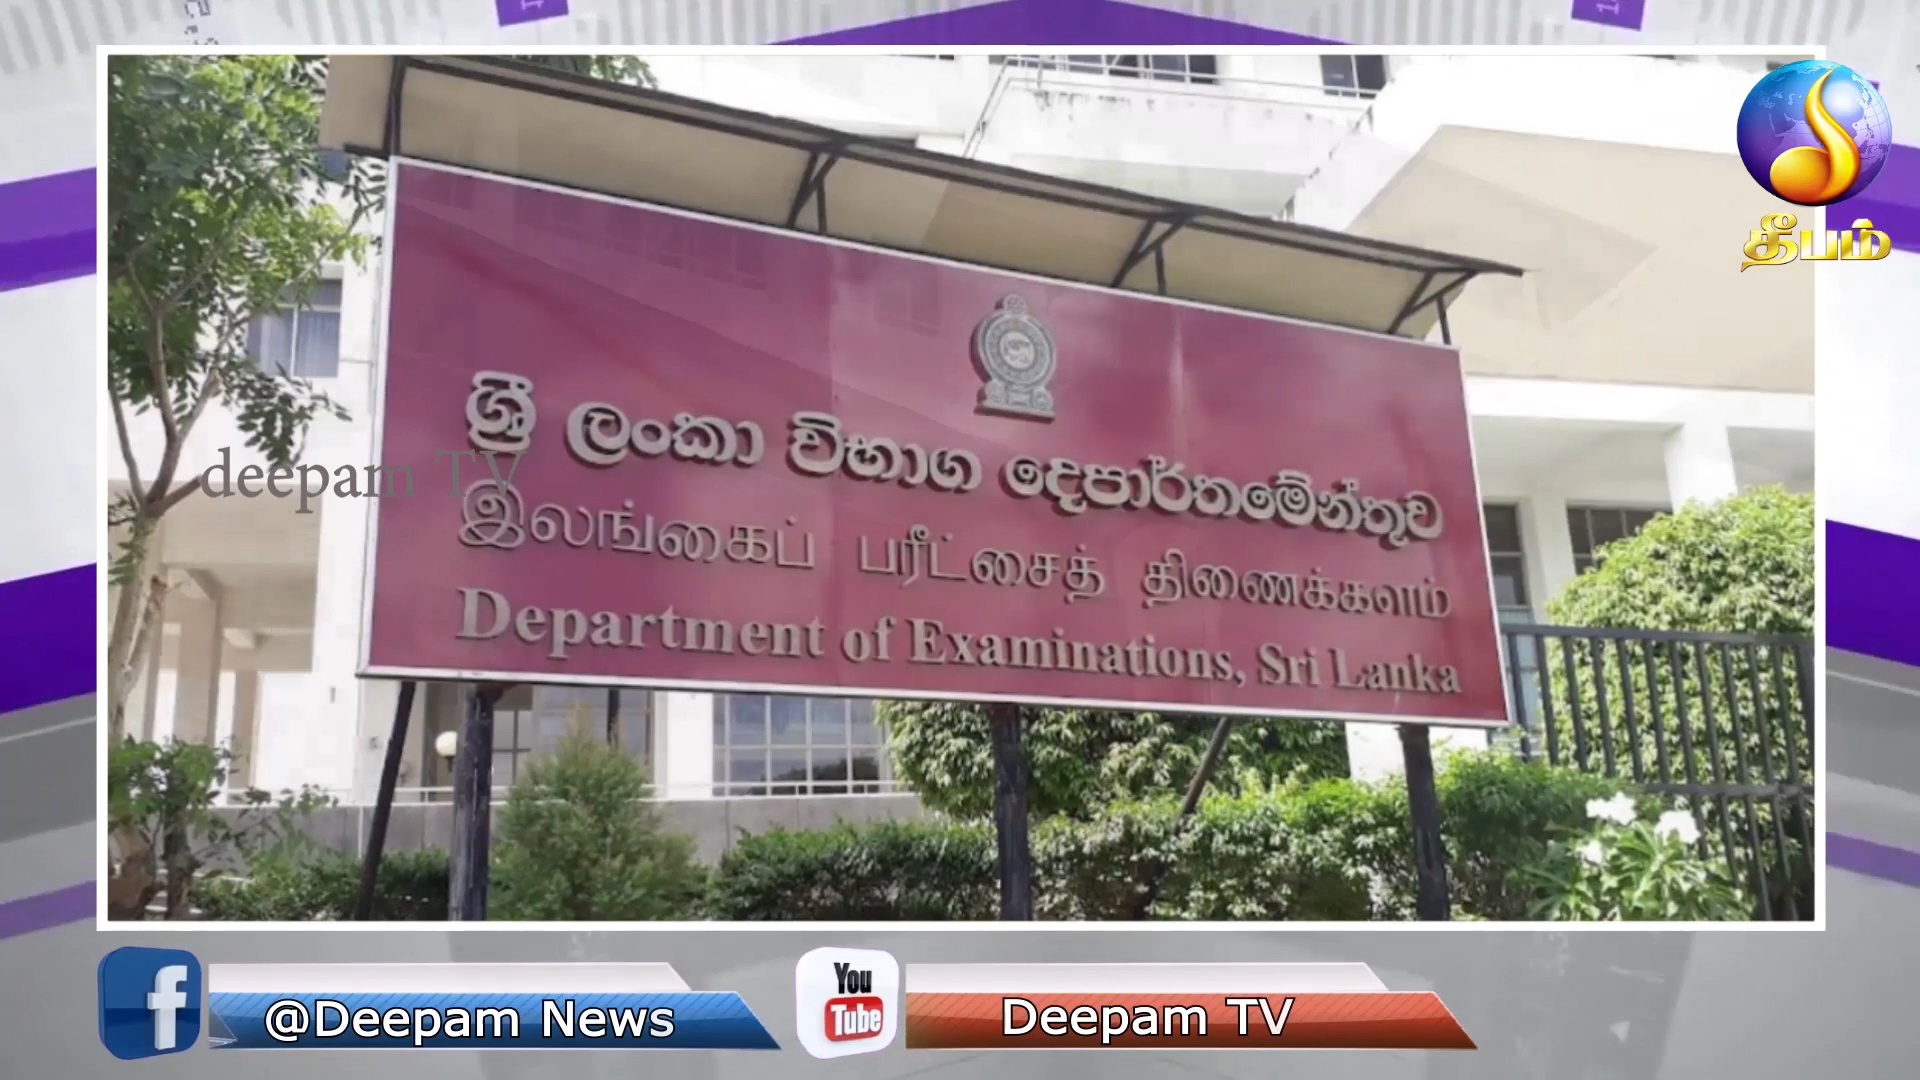 தீபம்
ශ්‍රී ලංකා විභාග දෙපාර්තමේන්තුව
deepam TV
இலங்கைப் பரீட்சைத் திணைக்களம்
Department of Examinations, Sri Lanka
@Deepam News
You
Tube
Deepam TV